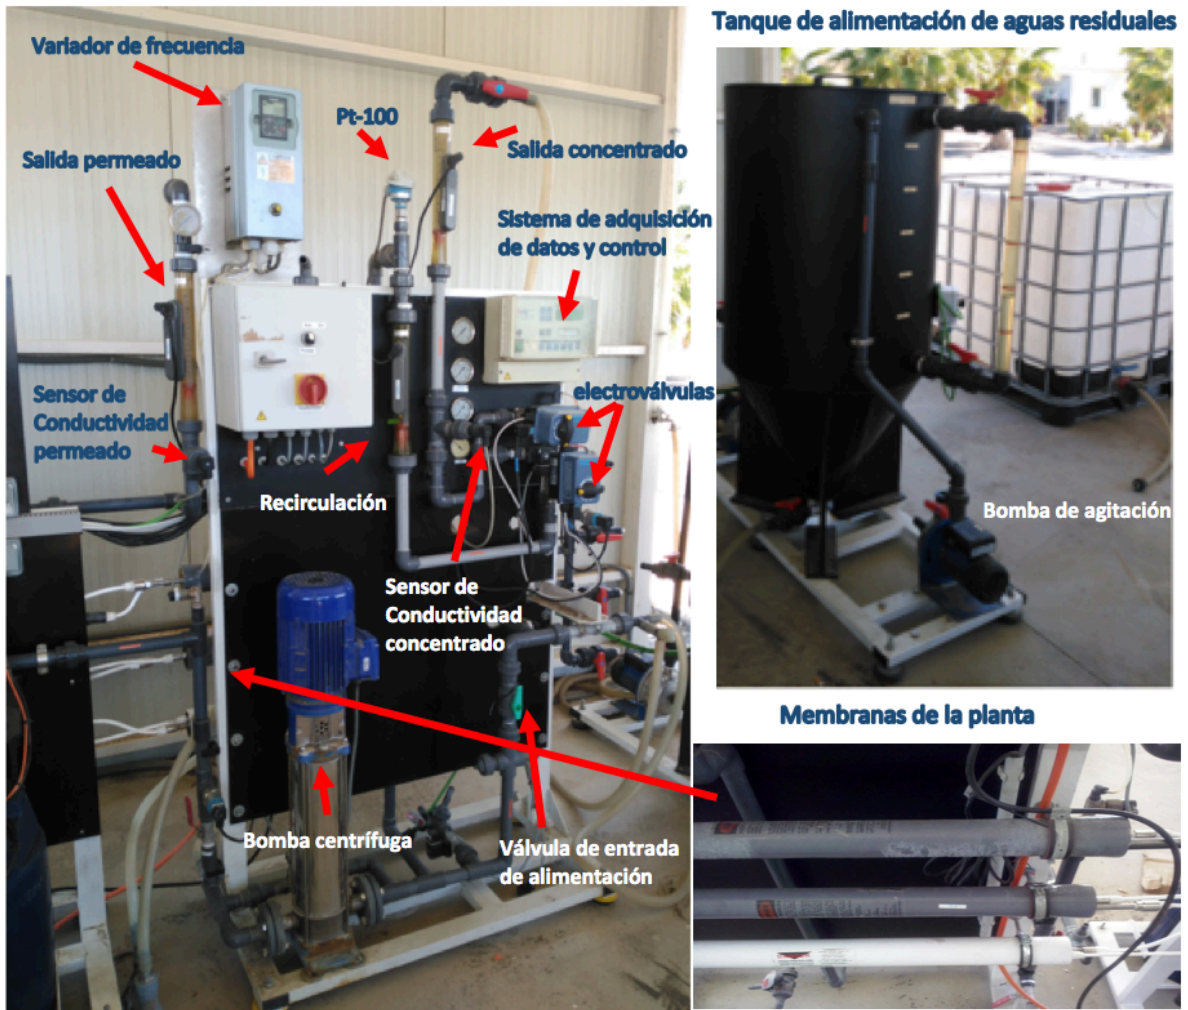 Tanque de alimentación de aguas residuales
Variador de frecuencia
Pt-100
Salida concentrado
Salida permeado
Sistema de adquisición
de datos y control
electroválvulas
Sensor de
Conductividad
permeado
Recirculación
Bomba de agitación
Sensor de
Conductividad
concentrado
Membranas de la planta
Bomba centrífuga
Válvula de entrada
de alimentación